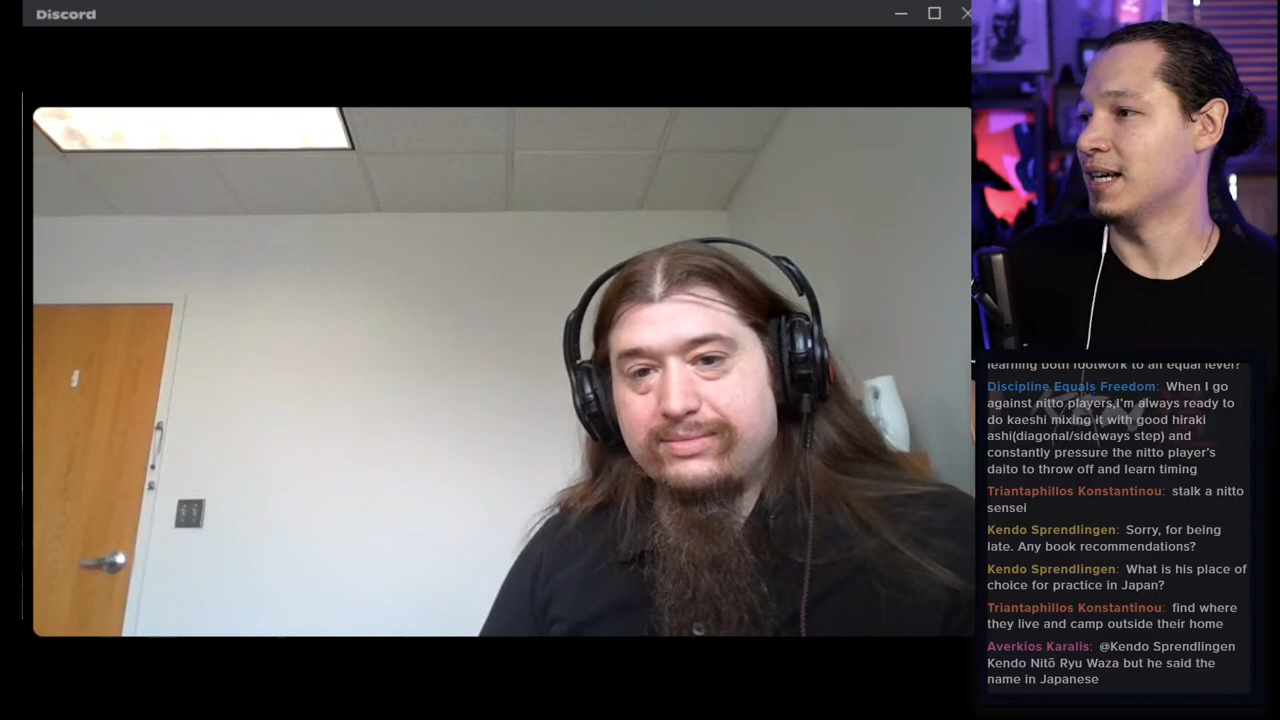 Discord
learning both footwork to an equal level?
Discipline Equals Freedom: When I go
against nitto players,I'm always ready to
do kaeshi mixing it with good hiraki
ashi(diagonal/sideways step) and
constantly pressure the nitto player's
daito to throw off and learn timing
Triantaphillos Konstantinou: stalk a nitto
sensei
Kendo Sprendlingen: Sorry, for being
late. Any book recommendations?
Kendo Sprendlingen: What is his place of
choice for practice in Japan?
Triantaphillos Konstantinou: find where
they live and camp outside their home
Averkios Karalis: @Kendo Sprendlingen
Kendo Nitō Ryu Waza but he said the
name in Japanese